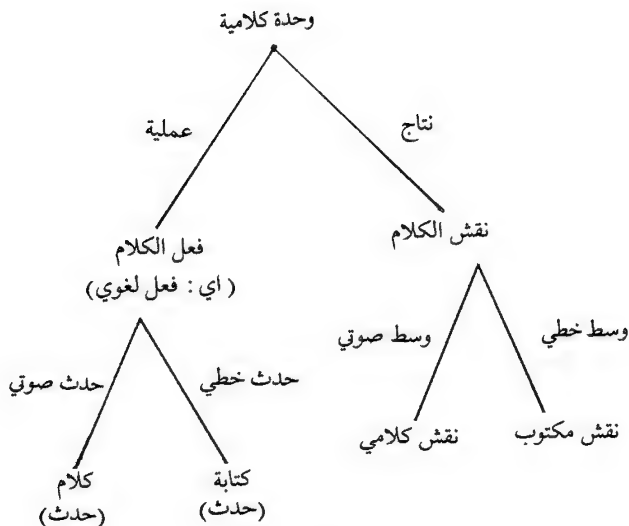 وحدة كلامية
نتاج
عملية
نقش الكلام
فعل الكلام
(اي : فعل لغوي)
وسط خطي
وسط صوتي
حدث خطي
حدث صوتي
نقش مكتوب
نقش كلامي
كتابة
(حدث)
كلام
(حدث)